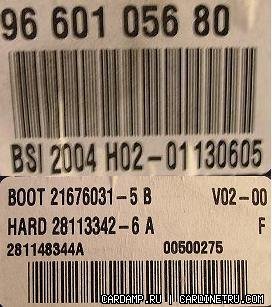 96 601 056 80
BSI 2004 H02-01130605
BOOT 21676031-5 B V02-00
HARD 28113342-6 A F
281148344A 00500275
CARDAMP.RU | CARLINETRU.COM